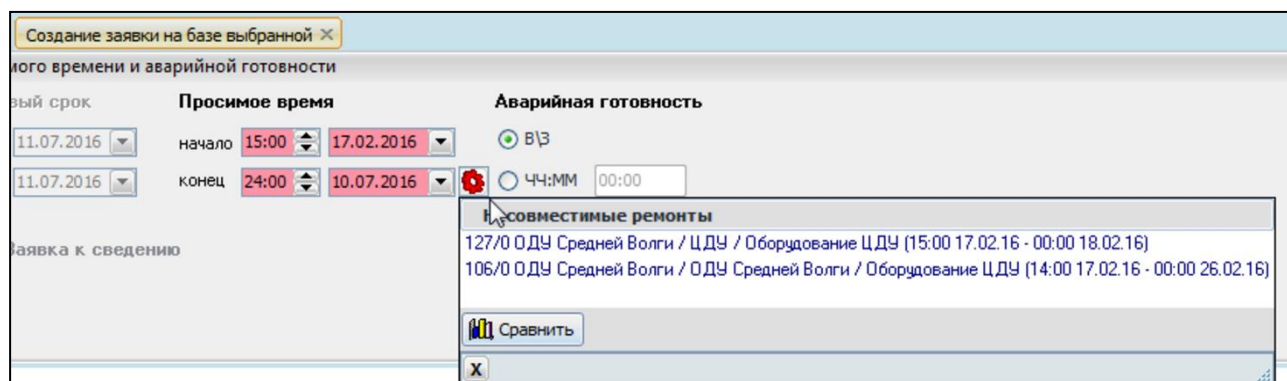 Создание заявки на базе выбранной
мого времени и аварийной готовности
вый срок Просимое время Аварийная готовность
11.07.2016 начало 15:00 17.02.2016 В\З
11.07.2016 конец 24:00 10.07.2016 ЧЧ:ММ 00:00
Несовместимые ремонты
127/0 ОДУ Средней Волги / ЦДУ / Оборудование ЦДУ (15:00 17.02.16 - 00:00 18.02.16)
Заявка к сведению
106/0 ОДУ Средней Волги / ОДУ Средней Волги / Оборудование ЦДУ (14:00 17.02.16 - 00:00 26.02.16)
Сравнить
X